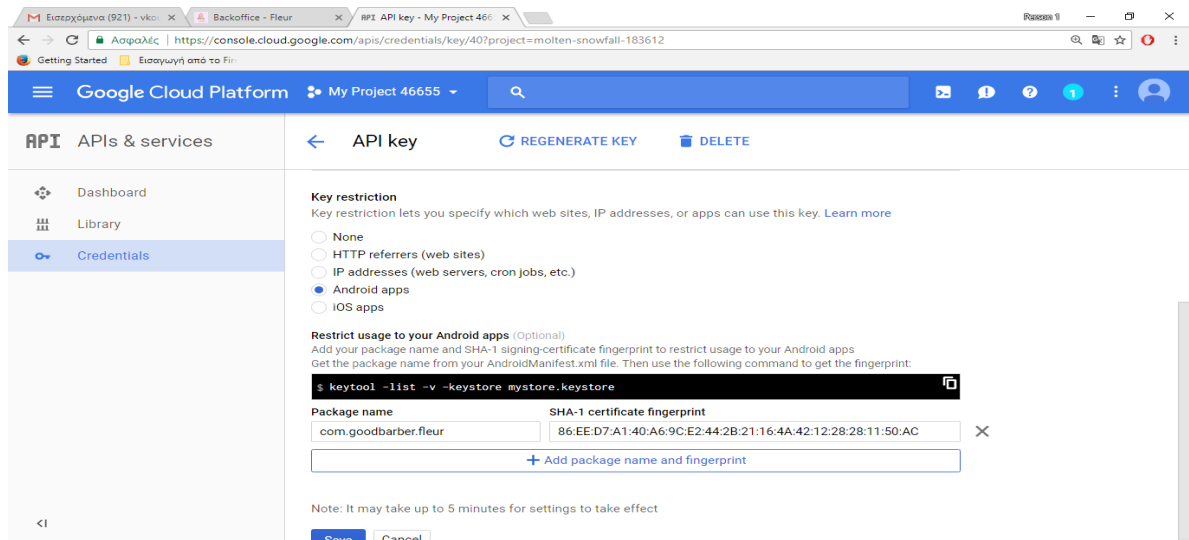 Εισερχόμενα (921) - vkou
Backoffice - Fleur
API API key - My Project 466
Person 1
Ασφαλές | https://console.cloud.google.com/apis/credentials/key/40?project=molten-snowfall-183612
Getting Started Εισαγωγή από το Fir
Google Cloud Platform My Project 46655 1
API APIs & services
API key REGENERATE KEY DELETE
Dashboard
Library
Credentials
Key restriction
Key restriction lets you specify which web sites, IP addresses, or apps can use this key. Learn more
None
HTTP referrers (web sites)
IP addresses (web servers, cron jobs, etc.)
Android apps
iOS apps
Restrict usage to your Android apps (Optional)
Add your package name and SHA-1 signing-certificate fingerprint to restrict usage to your Android apps
Get the package name from your AndroidManifest.xml file. Then use the following command to get the fingerprint:
$ keytool -list -v -keystore mystore.keystore
Package name SHA-1 certificate fingerprint
com.goodbarber.fleur 86:EE:D7:A1:40:A6:9C:E2:44:2B:21:16:4A:42:12:28:28:11:50:AC
+ Add package name and fingerprint
Note: It may take up to 5 minutes for settings to take effect
Save Cancel